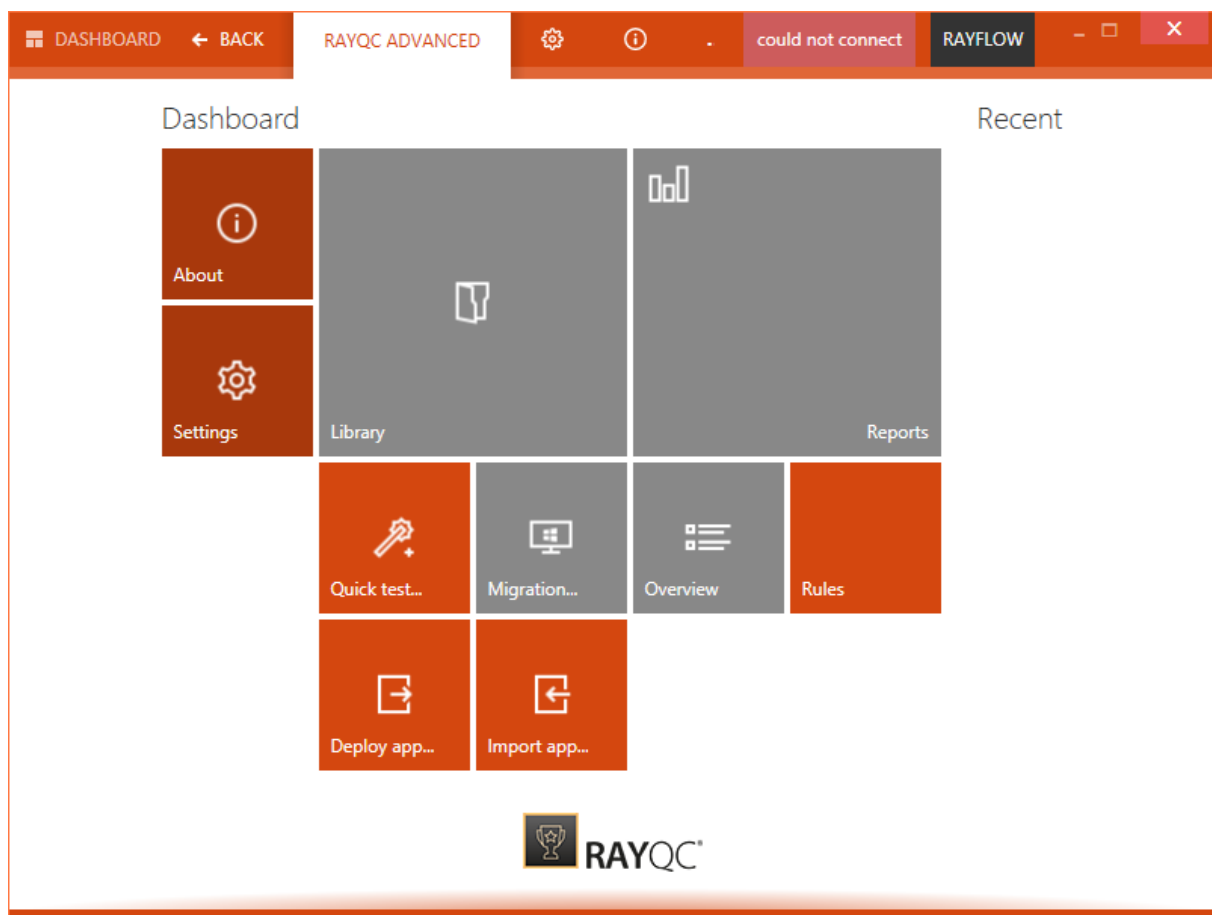 DASHBOARD BACK RAYQC ADVANCED . could not connect RAYFLOW
Dashboard Recent
About
Settings Library Reports
Quick test... Migration... Overview Rules
Deploy app... Import app...
RAYQC®